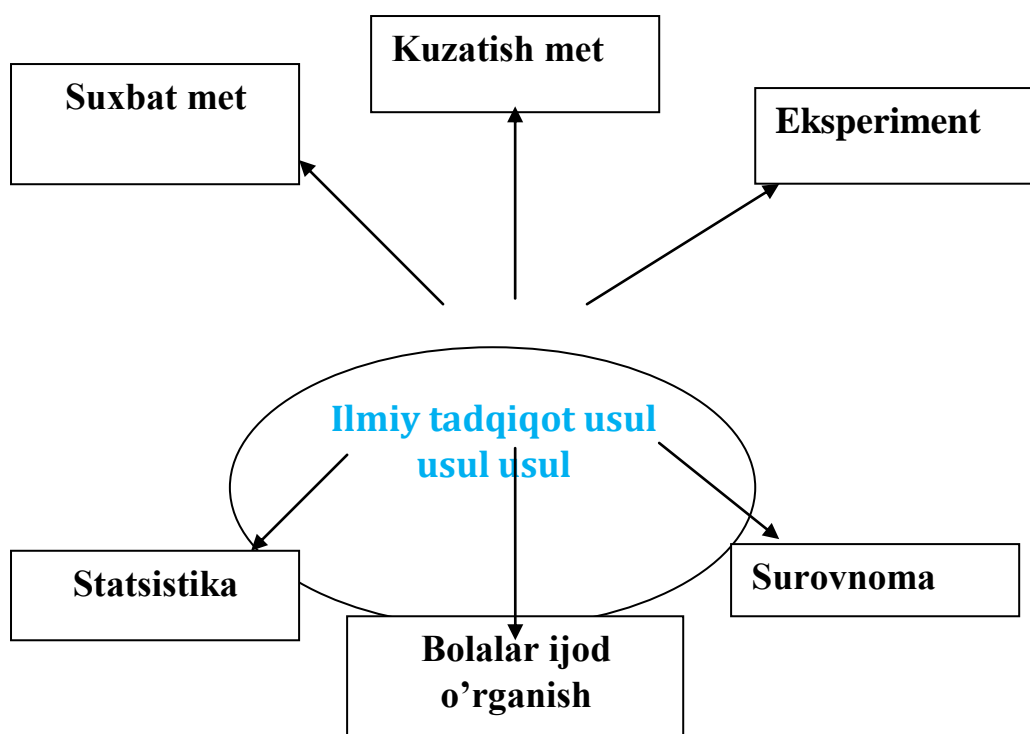 Kuzatish met
Suxbat met
Eksperiment
Ilmiy tadqiqot usul
usul usul
Statsistika
Surovnoma
Bolalar ijod
o’rganish